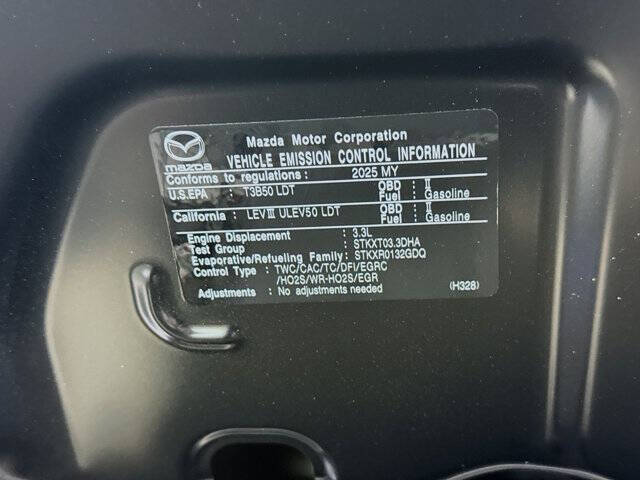 mazda
Mazda Motor Corporation
VEHICLE EMISSION CONTROL INFORMATION
Conforms to regulations : 2025 MY
U.S.EPA : T3B50 LDT OBD : II
Fuel : Gasoline
California : LEVⅢ ULEV50 LDT OBD : II
Fuel : Gasoline
Engine Displacement : 3.3L
Test Group : STKXT03.3DHA
Evaporative/Refueling Family: STKXR0132GDQ
Control Type : TWC/CAC/TC/DFI/EGRC
/HO2S/WR-HO2S/EGR
Adjustments : No adjustments needed (H328)